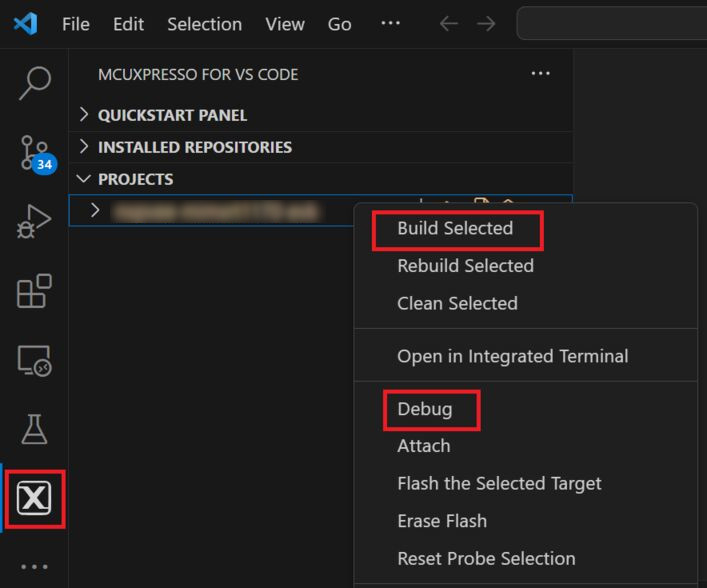 File Edit Selection View Go ···
MCUXPRESSO FOR VS CODE ···
QUICKSTART PANEL
34
INSTALLED REPOSITORIES
PROJECTS
Build Selected
Rebuild Selected
Clean Selected
Open in Integrated Terminal
Debug
Attach
Flash the Selected Target
Erase Flash
Reset Probe Selection